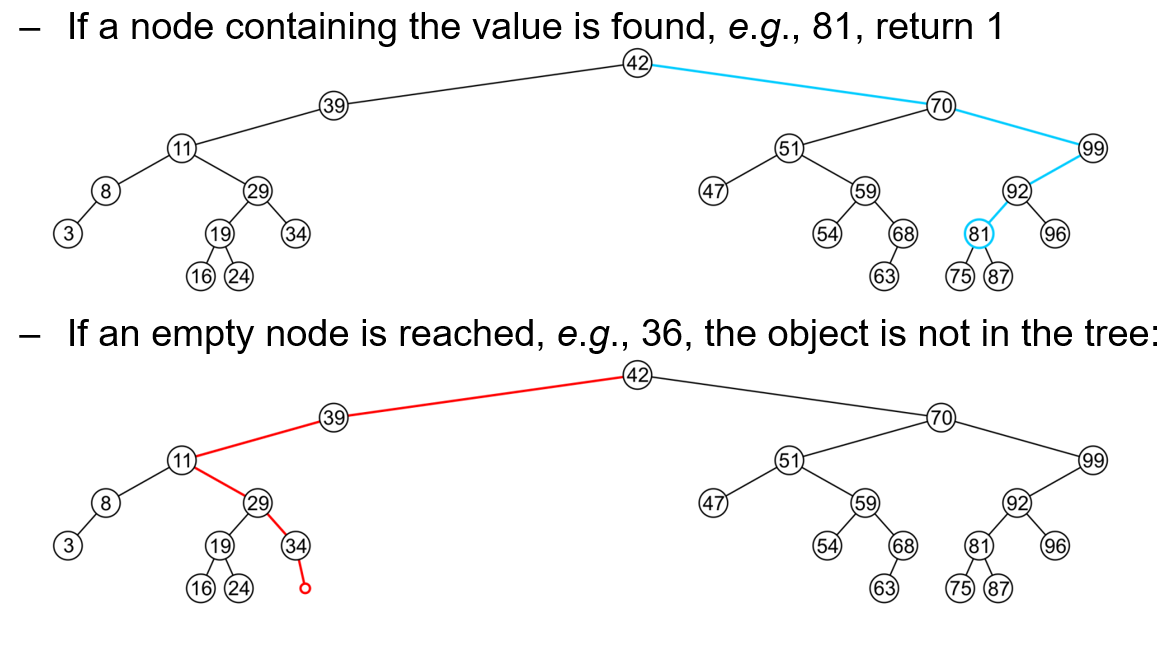 – If a node containing the value is found, e.g., 81, return 1
42
39 70
11 51 99
8 29 47 59 92
3 19 34 54 68 81 96
16 24 63 75 87
– If an empty node is reached, e.g., 36, the object is not in the tree:
42
39 70
11 51 99
8 29 47 59 92
3 19 34 54 68 81 96
16 24 63 75 87